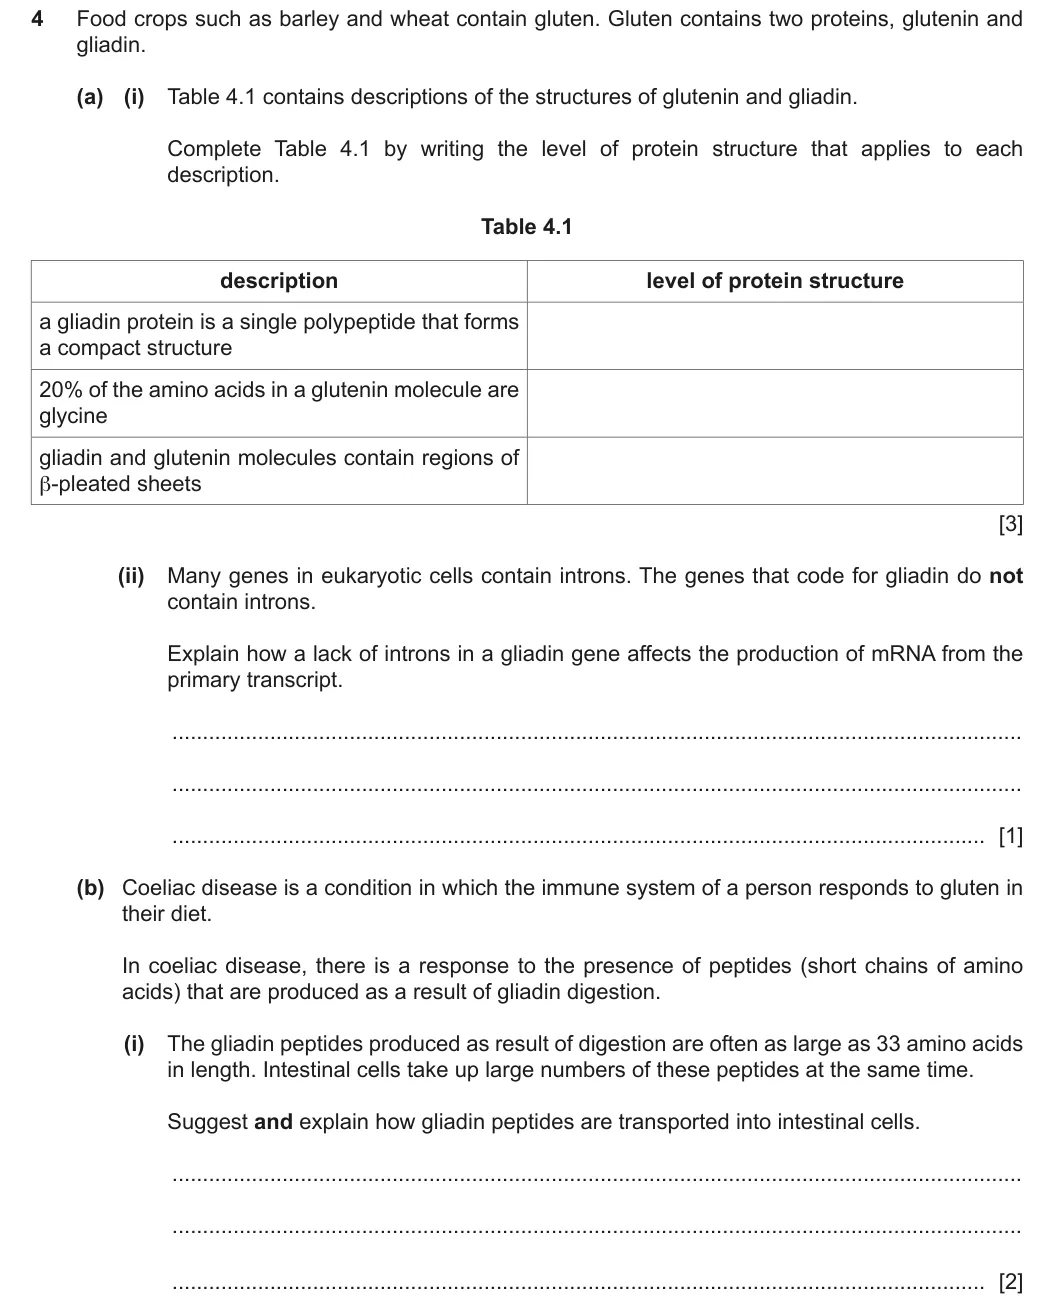 4 Food crops such as barley and wheat contain gluten. Gluten contains two proteins, glutenin and
gliadin.
(a) (i) Table 4.1 contains descriptions of the structures of glutenin and gliadin.
Complete Table 4.1 by writing the level of protein structure that applies to each
description.
Table 4.1
description level of protein structure
a gliadin protein is a single polypeptide that forms
a compact structure
20% of the amino acids in a glutenin molecule are
glycine
gliadin and glutenin molecules contain regions of
β-pleated sheets
[3]
(ii) Many genes in eukaryotic cells contain introns. The genes that code for gliadin do not
contain introns.
Explain how a lack of introns in a gliadin gene affects the production of mRNA from the
primary transcript.
[1]
(b) Coeliac disease is a condition in which the immune system of a person responds to gluten in
their diet.
In coeliac disease, there is a response to the presence of peptides (short chains of amino
acids) that are produced as a result of gliadin digestion.
(i) The gliadin peptides produced as result of digestion are often as large as 33 amino acids
in length. Intestinal cells take up large numbers of these peptides at the same time.
Suggest and explain how gliadin peptides are transported into intestinal cells.
[2]